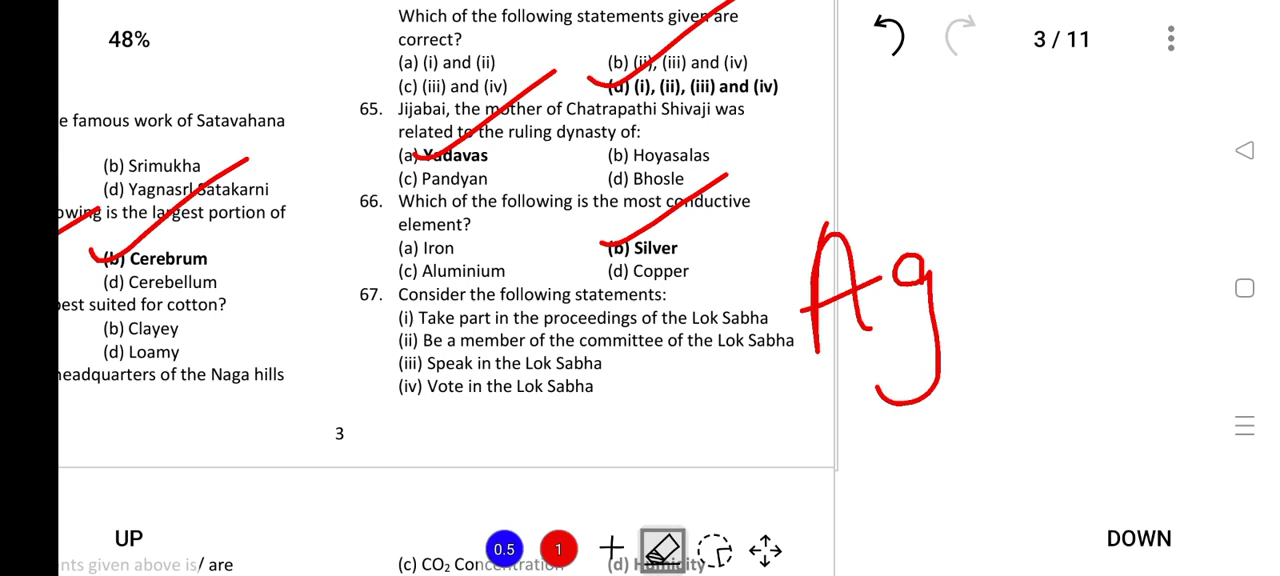 48%
3 / 11
e famous work of Satavahana
(b) Srimukha
(d) Yagnasrl Satakarni
owing is the largest portion of
(b) Cerebrum
(d) Cerebellum
best suited for cotton?
(b) Clayey
(d) Loamy
headquarters of the Naga hills
Which of the following statements given are
correct?
(a) (i) and (ii) (b) (ii), (iii) and (iv)
(c) (iii) and (iv) (d) (i), (ii), (iii) and (iv)
65. Jijabai, the mother of Chatrapathi Shivaji was
related to the ruling dynasty of:
(a) Yadavas (b) Hoyasalas
(c) Pandyan (d) Bhosle
66. Which of the following is the most conductive
element?
(a) Iron (b) Silver
(c) Aluminium (d) Copper
67. Consider the following statements:
(i) Take part in the proceedings of the Lok Sabha
(ii) Be a member of the committee of the Lok Sabha
(iii) Speak in the Lok Sabha
(iv) Vote in the Lok Sabha
Ag
3
UP
0.5
1
DOWN
nts given above is/ are
(c) CO₂ Concentration (d) Humidity